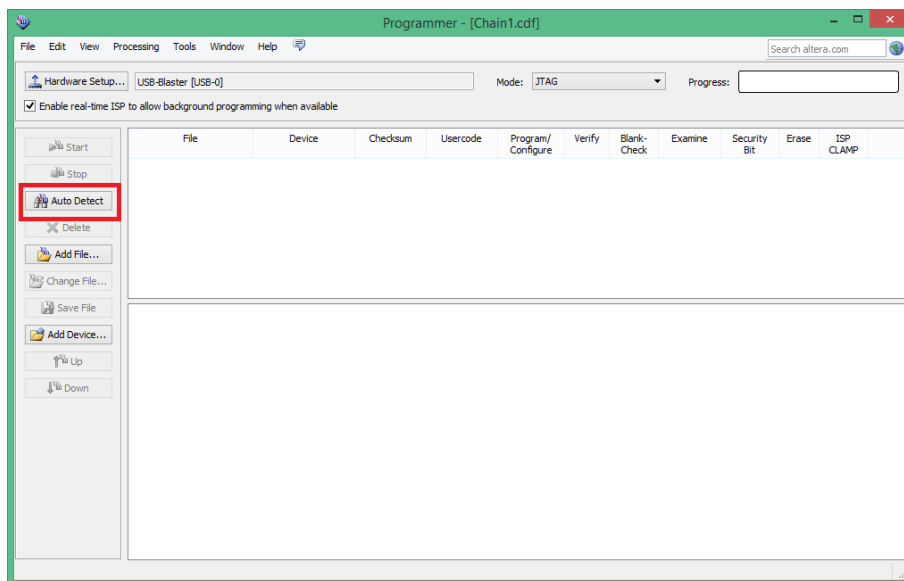 Programmer - [Chain1.cdf]
File Edit View Processing Tools Window Help
Search altera.com
Hardware Setup... USB-Blaster [USB-0] Mode: JTAG Progress:
Enable real-time ISP to allow background programming when available
Start
Stop
Auto Detect
Delete
Add File...
Change File...
Save File
Add Device...
Up
Down
File Device Checksum Usercode Program/ Verify Blank- Examine Security Erase ISP
Configure Check Bit CLAMP